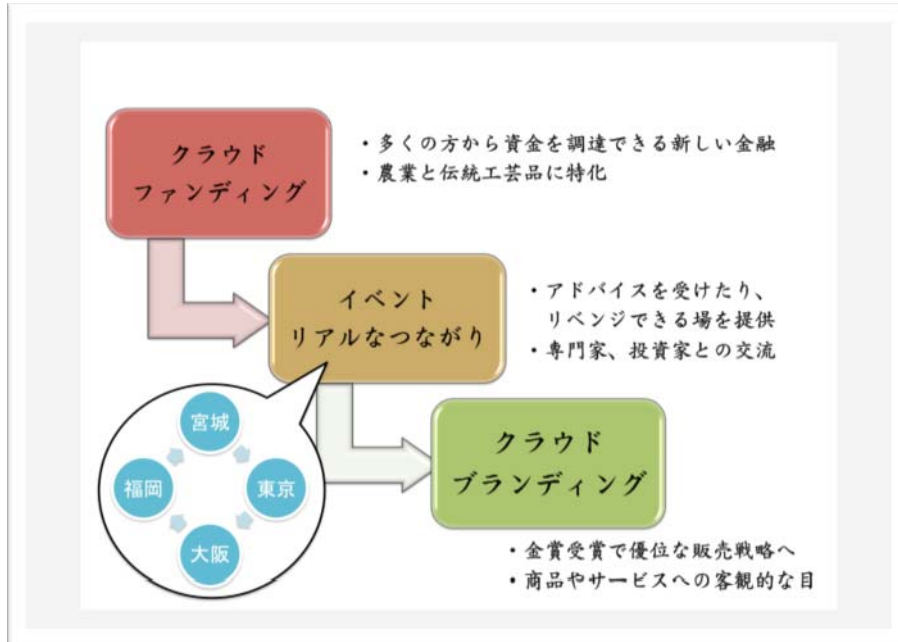 クラウド
ファンディング
・多くの方から資金を調達できる新しい金融
・農業と伝統工芸品に特化
イベント
リアルなつながり
・アドバイスを受けたり、
リベンジできる場を提供
・専門家、投資家との交流
宮城
福岡
東京
大阪
クラウド
ブランディング
・金賞受賞で優位な販売戦略へ
・商品やサービスへの客観的な目